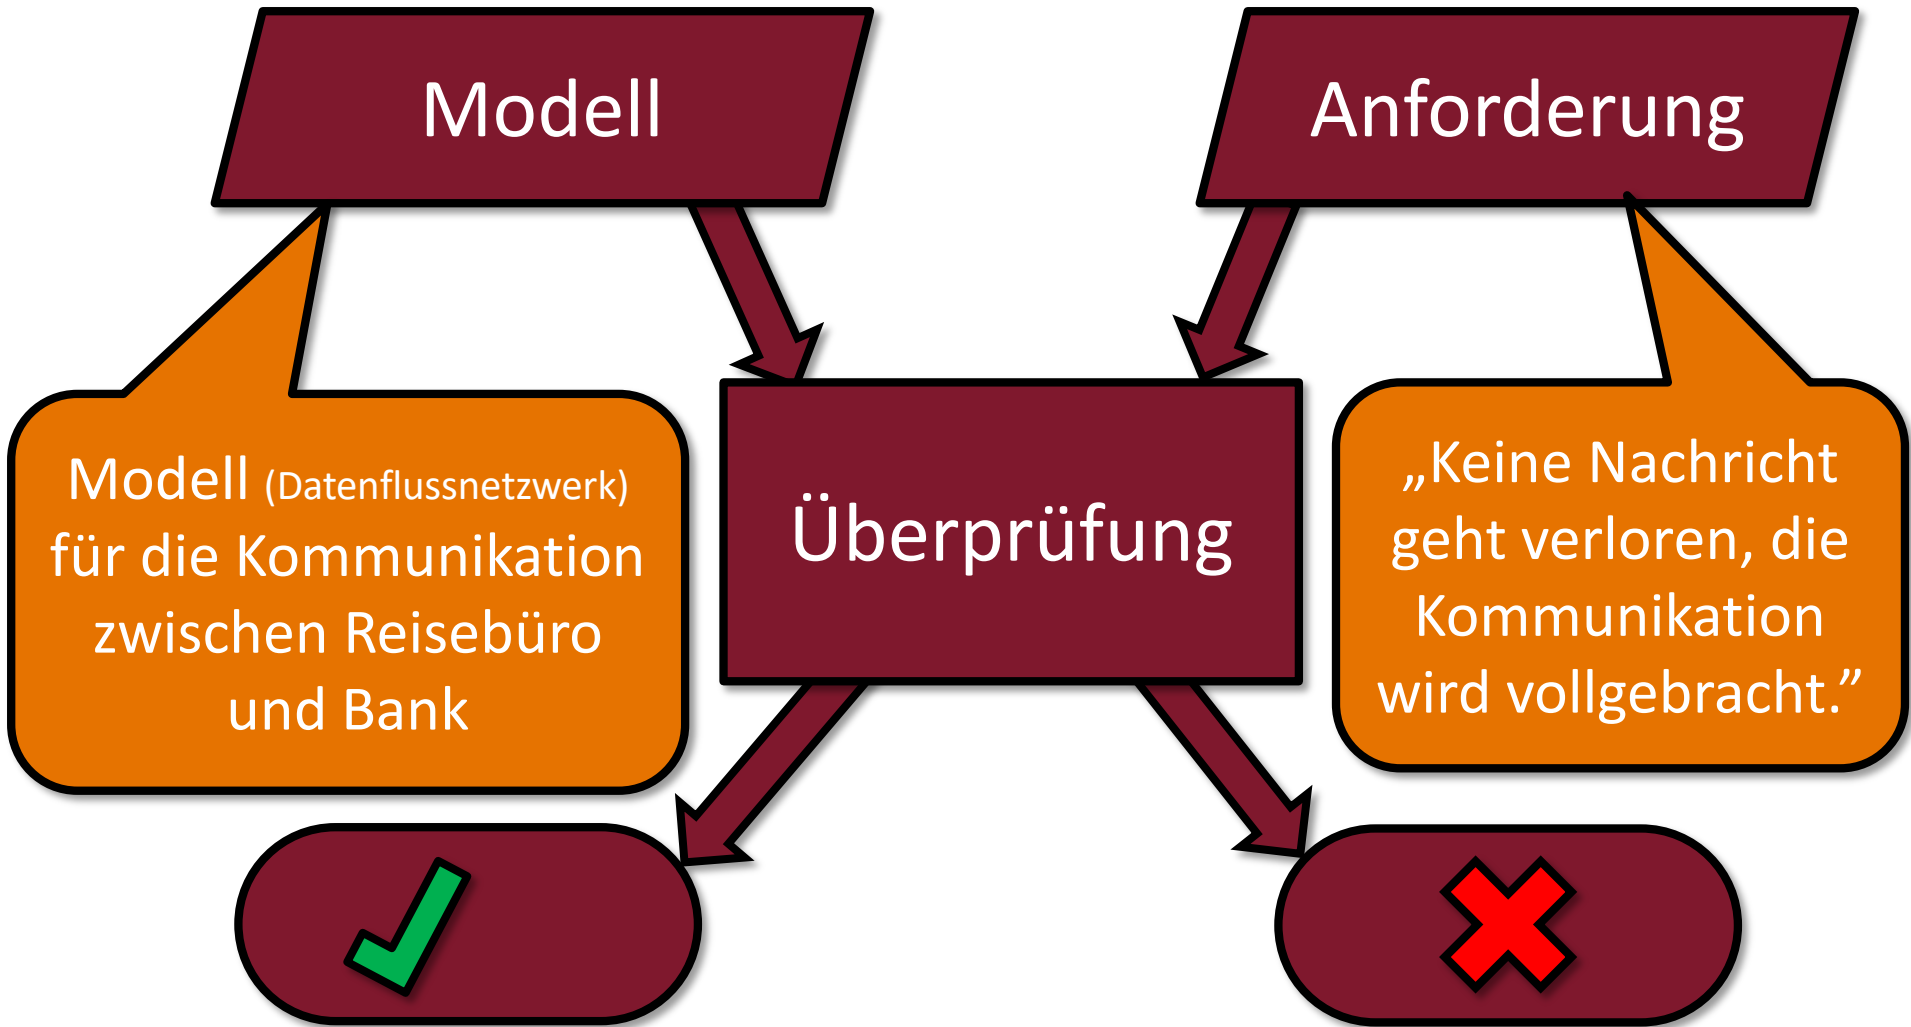 Modell
Anforderung
Modell (Datenflussnetzwerk)
für die Kommunikation
zwischen Reisebüro
und Bank
Überprüfung
„Keine Nachricht
geht verloren, die
Kommunikation
wird vollgebracht.”